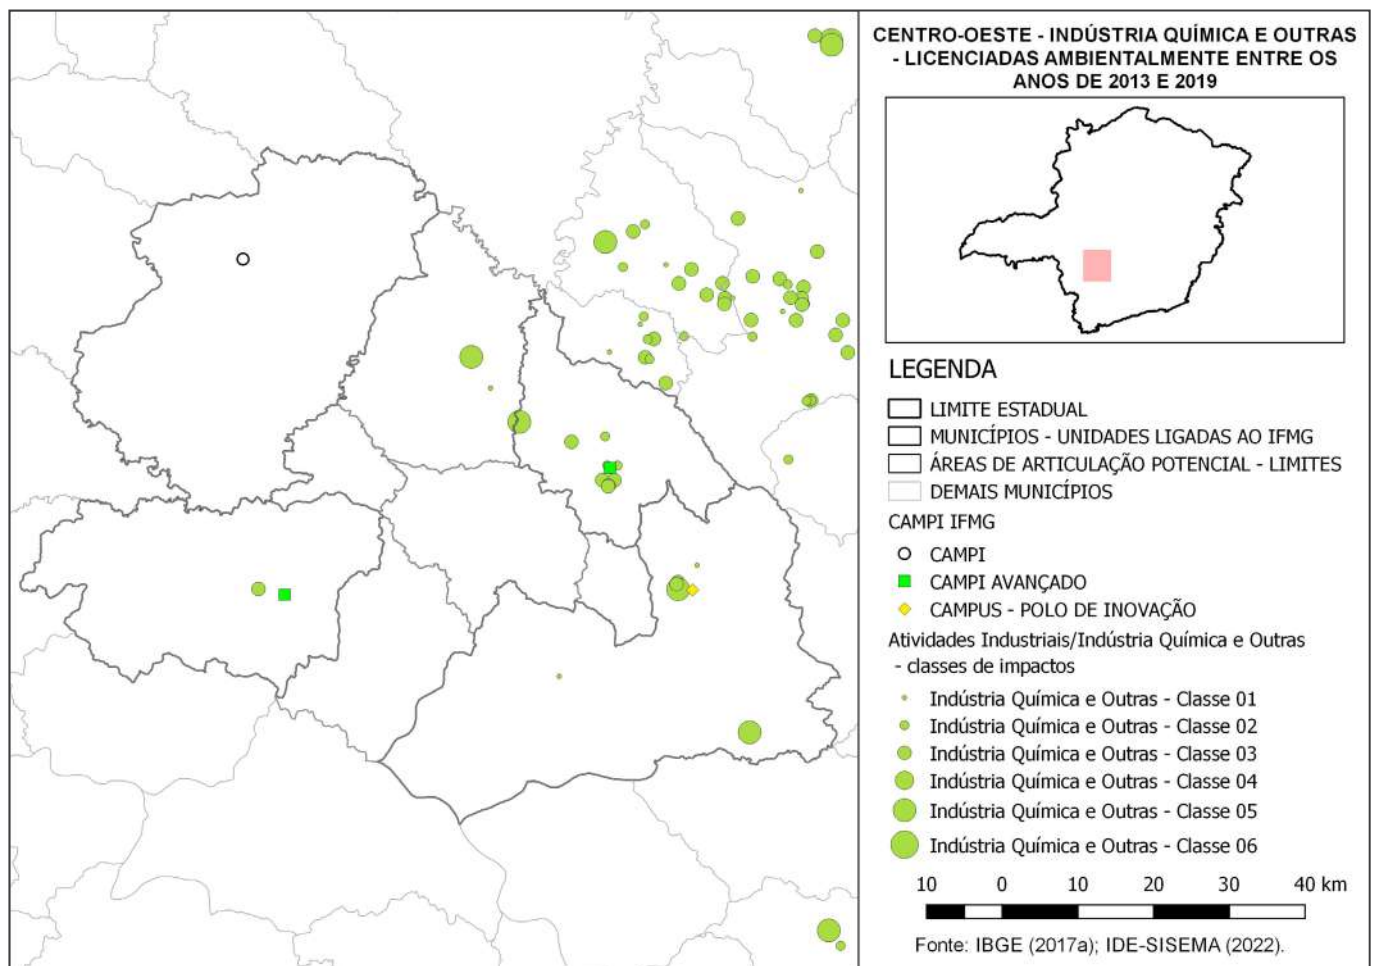 CENTRO-OESTE - INDÚSTRIA QUÍMICA E OUTRAS
- LICENCIADAS AMBIENTALMENTE ENTRE OS
ANOS DE 2013 E 2019
LEGENDA
LIMITE ESTADUAL
MUNICÍPIOS - UNIDADES LIGADAS AO IFMG
ÁREAS DE ARTICULAÇÃO POTENCIAL - LIMITES
DEMAIS MUNICÍPIOS
CAMPI IFMG
CAMPI
CAMPI AVANÇADO
CAMPUS - POLO DE INOVAÇÃO
Atividades Industriais/Indústria Química e Outras
- classes de impactos
Indústria Química e Outras - Classe 01
Indústria Química e Outras - Classe 02
Indústria Química e Outras - Classe 03
Indústria Química e Outras - Classe 04
Indústria Química e Outras - Classe 05
Indústria Química e Outras - Classe 06
10 0 10 20 30 40 km
Fonte: IBGE (2017a); IDE-SISEMA (2022).